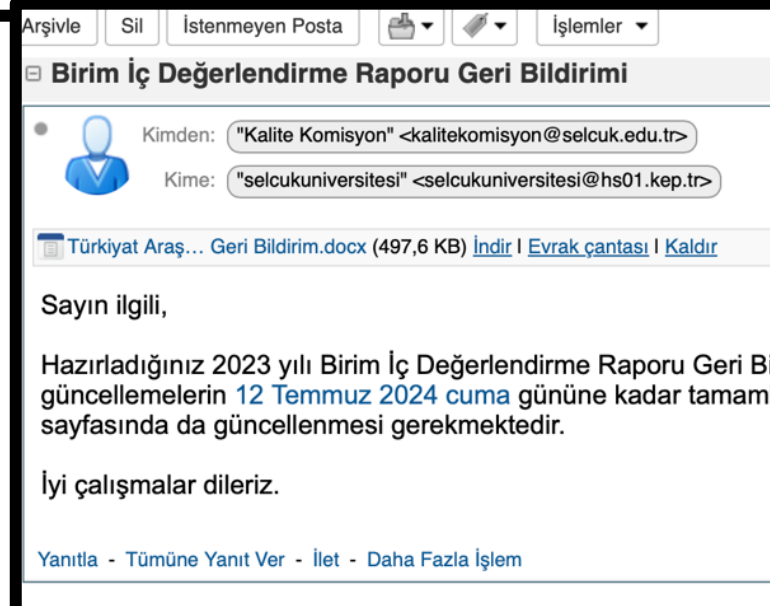 Arşivle Sil İstenmeyen Posta İşlemler
Birim İç Değerlendirme Raporu Geri Bildirimi
Kimden: "Kalite Komisyon" <kalitekomisyon@selcuk.edu.tr>
Kime: "selcukuniversitesi" <selcukuniversitesi@hs01.kep.tr>
Türkiyat Araş... Geri Bildirim.docx (497,6 KB) İndir | Evrak çantası | Kaldır
Sayın ilgili,
Hazırladığınız 2023 yılı Birim İç Değerlendirme Raporu Geri Bi
güncellemelerin 12 Temmuz 2024 cuma gününe kadar tamam
sayfasında da güncellenmesi gerekmektedir.
İyi çalışmalar dileriz.
Yanıtla - Tümüne Yanıt Ver - İlet - Daha Fazla İşlem